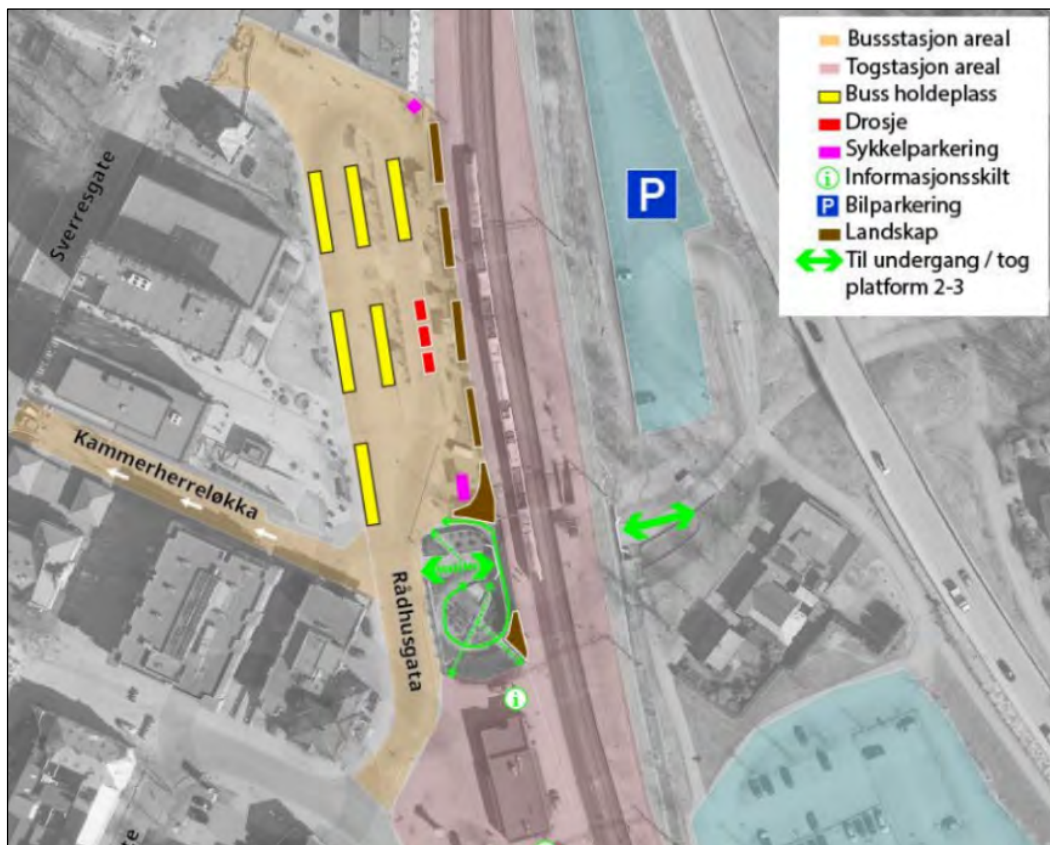 Bussstasjon areal
Togstasjon areal
Buss holdeplass
Drosje
Sykkelparkering
i Informasjonsskilt
P Bilparkering
Landskap
Til undergang / tog
platform 2-3
P
Sverresgate
Kammerherreløkka
Rådhusgata
i